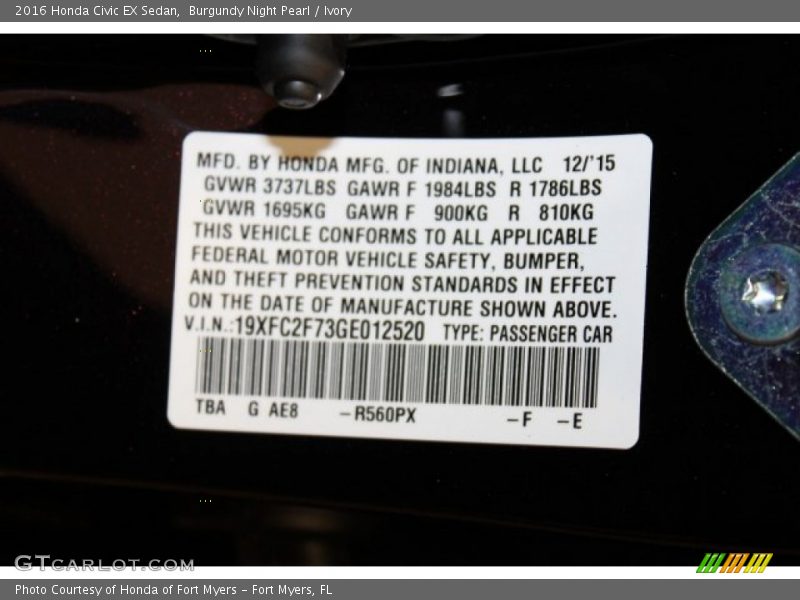 2016 Honda Civic EX Sedan,  Burgundy Night Pearl / Ivory
MFD. BY HONDA MFG. OF INDIANA, LLC 12/'15
GVWR 3737LBS GAWR F 1984LBS R 1786LBS
GVWR 1695KG GAWR F 900KG R 810KG
THIS VEHICLE CONFORMS TO ALL APPLICABLE
FEDERAL MOTOR VEHICLE SAFETY, BUMPER,
AND THEFT PREVENTION STANDARDS IN EFFECT
ON THE DATE OF MANUFACTURE SHOWN ABOVE.
V.I.N.:19XFC2F73GE012520 TYPE: PASSENGER CAR
TBA G AE8 –R560PX –F –E
GTCARLOT.COM
Photo Courtesy of Honda of Fort Myers – Fort Myers, FL